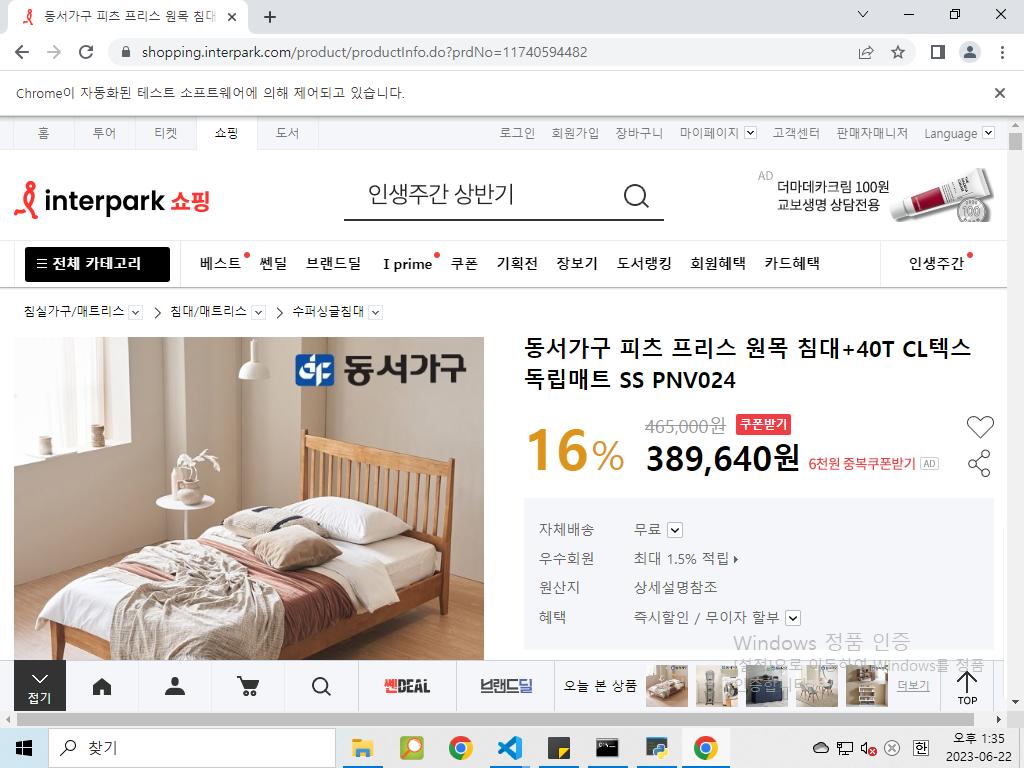 동서가구 피츠 프리스 원목 침대
shopping.interpark.com/product/productInfo.do?prdNo=11740594482
Chrome이 자동화된 테스트 소프트웨어에 의해 제어되고 있습니다.
홈 투어 티켓 쇼핑 도서 로그인 회원가입 장바구니 마이페이지 고객센터 판매자매니저 Language
interpark 쇼핑
인생주간 상반기
AD
더마데카크림 100원
교보생명 상담전용
전체 카테고리 베스트 쎈딜 브랜드딜 I prime 쿠폰 기획전 장보기 도서랭킹 회원혜택 카드혜택 인생주간
침실가구/매트리스 > 침대/매트리스 > 수퍼싱글침대
동서가구
동서가구 피츠 프리스 원목 침대+40T CL텍스
독립매트 SS PNV024
16%
465,000원 쿠폰받기
389,640원 6천원 중복쿠폰받기 AD
자체배송 무료
우수회원 최대 1.5% 적립
원산지 상세설명참조
혜택 즉시할인 / 무이자 할부
Windows 정품 인증
[설정]으로 이동하여 Windows를 정품
인증합니다.
접기
쎈DEAL
브랜드딜
오늘 본 상품
더보기
TOP
찾기
한
오후 1:35
2023-06-22